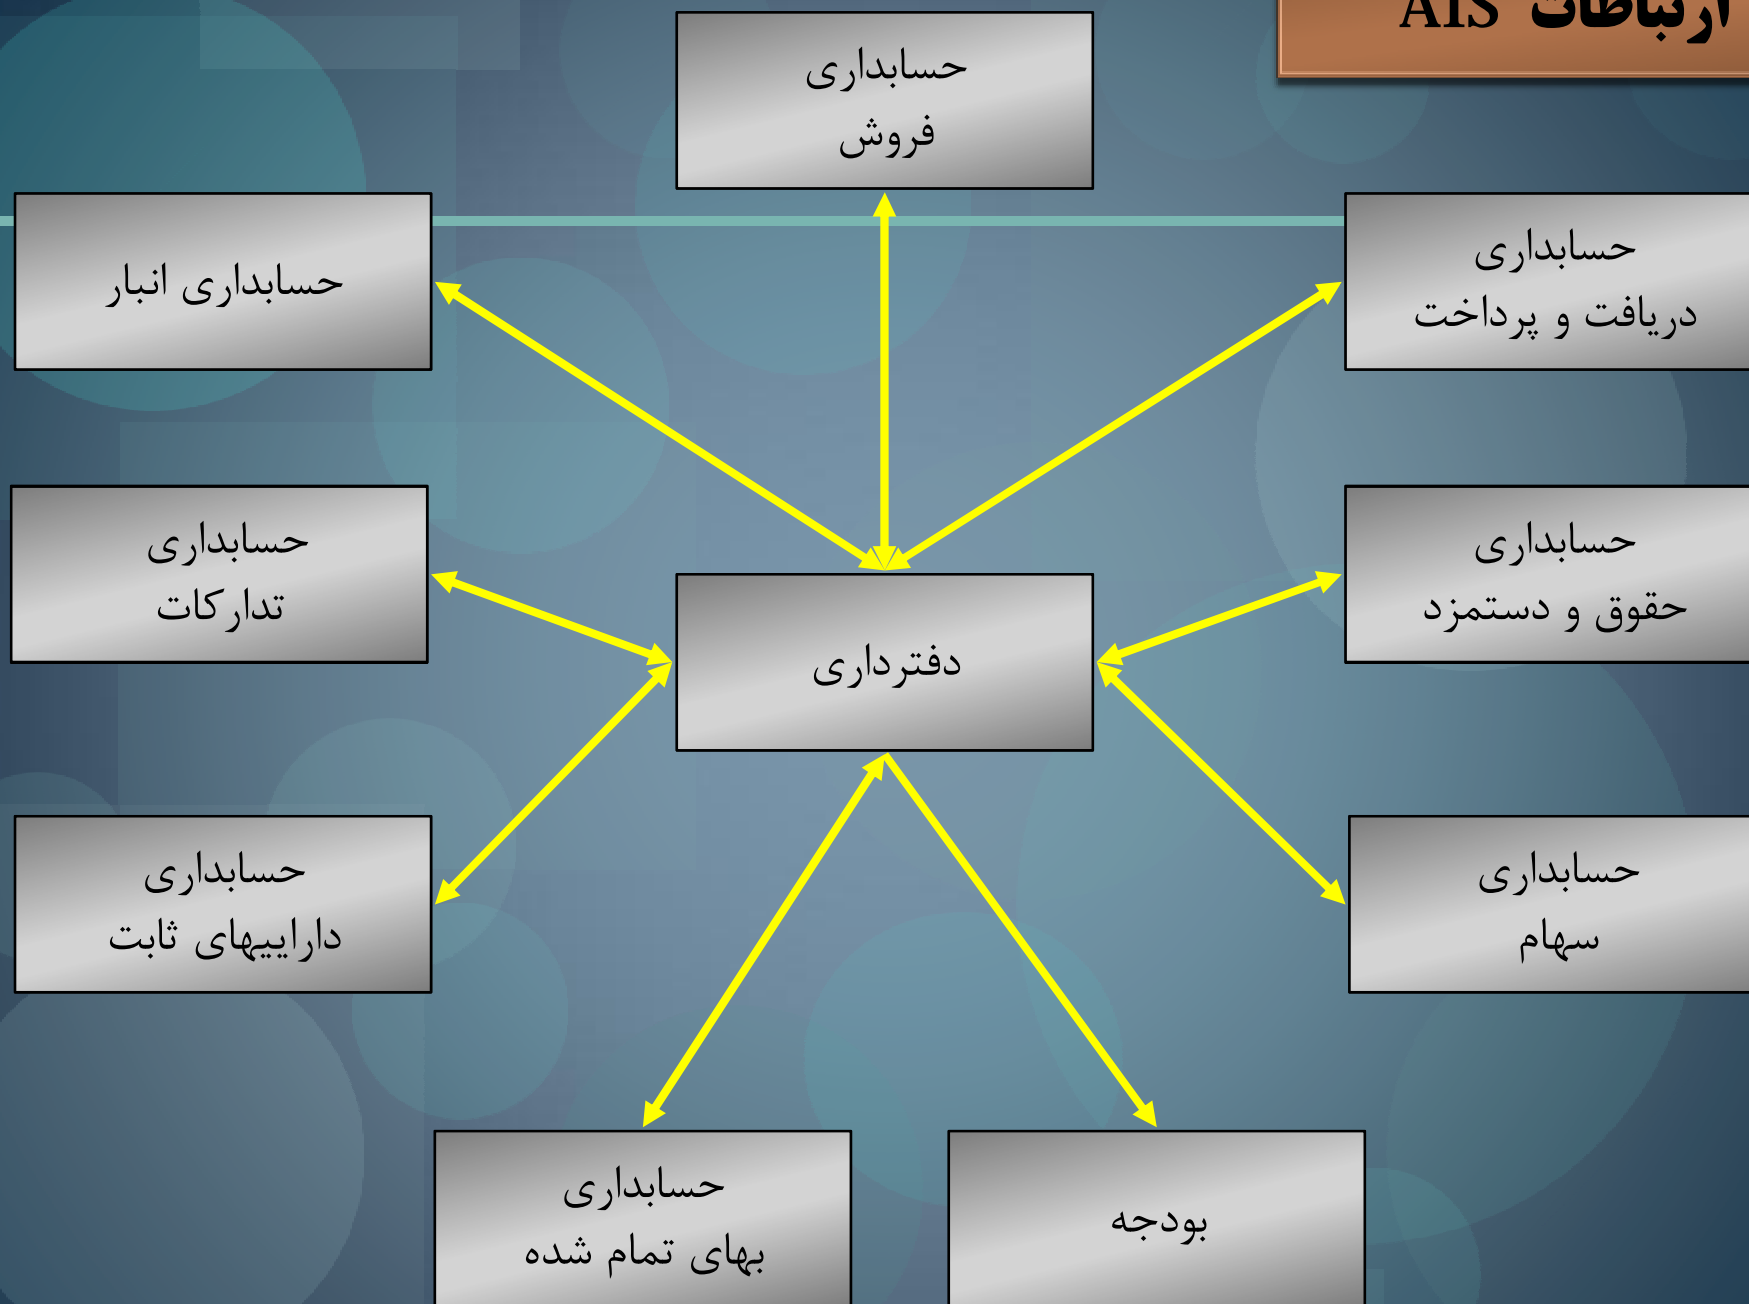 ارتباطات AIS
حسابداری
فروش
حسابداری
دریافت و پرداخت
حسابداری انبار
حسابداری
حقوق و دستمزد
حسابداری
تدارکات
دفترداری
حسابداری
سهام
حسابداری
داراییهای ثابت
بودجه
حسابداری
بهای تمام شده